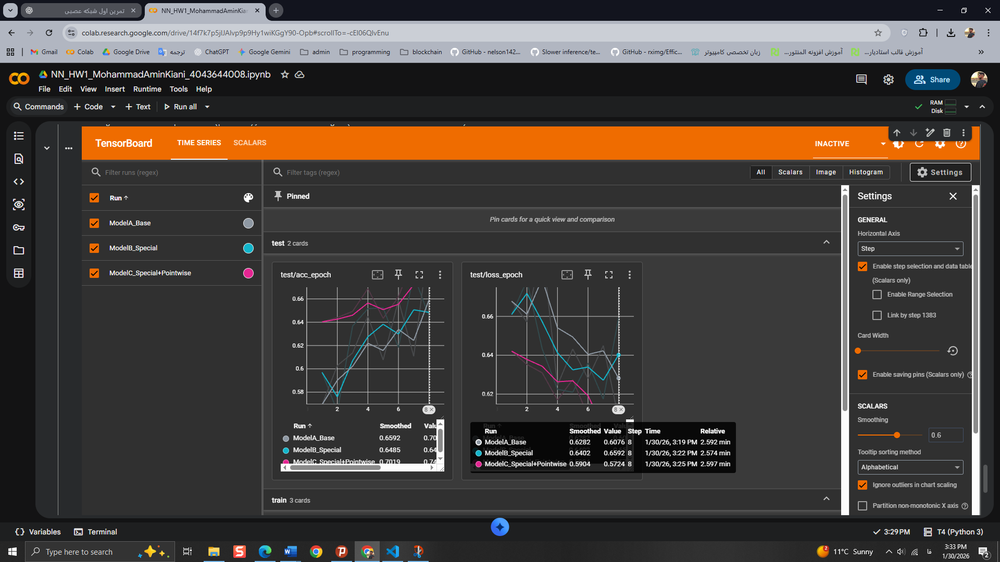 تمرین اول شبکه عصبی
NN_HW1_MohammadAminKia
colab.research.google.com/drive/14f7k7p5jlJAlvp9p9Hy1wiKGgY90-Opb#scrollTo=-cEl06QlvEnu
Gmail Colab Google Drive ترجمه ChatGPT Google Gemini admin programming blockchain GitHub - nelson142... Slower inference/te... GitHub - rximg/Effic... زبان تخصصی کامپیوتر آموزش افزونه المنتور... آموزش قالب استادیار...
NN_HW1_MohammadAminKiani_4043644008.ipynb
File Edit View Insert Runtime Tools Help
Share
Commands + Code + Text Run all
RAM
Disk
TensorBoard TIME SERIES SCALARS INACTIVE
Filter runs (regex)
Filter tags (regex)
All Scalars Image Histogram Settings
Run
ModelA_Base
ModelB_Special
ModelC_Special+Pointwise
Pinned
Pin cards for a quick view and comparison
test 2 cards
test/acc_epoch
0.66
0.64
0.62
0.6
0.58
2 4 6 8
Run Smoothed Valu
ModelA_Base 0.6592 0.70
ModelB_Special 0.6485 0.64
ModelC_Special+Pointwise 0.7019 0.74
test/loss_epoch
0.66
0.64
0.62
2 4 6 8
Run Smoothed Value Step Time Relative
ModelA_Base 0.6282 0.6076 8 1/30/26, 3:19 PM 2.592 min
ModelB_Special 0.6402 0.6592 8 1/30/26, 3:22 PM 2.574 min
ModelC_Special+Pointwise 0.5904 0.5724 8 1/30/26, 3:25 PM 2.597 min
train 3 cards
Settings
GENERAL
Horizontal Axis
Step
Enable step selection and data table
(Scalars only)
Enable Range Selection
Link by step 1383
Card Width
Enable saving pins (Scalars only)
SCALARS
Smoothing
0.6
Tooltip sorting method
Alphabetical
Ignore outliers in chart scaling
Partition non-monotonic X axis
Variables Terminal
3:29 PM T4 (Python 3)
Type here to search
11°C Sunny
فا
3:33 PM
1/30/2026
2